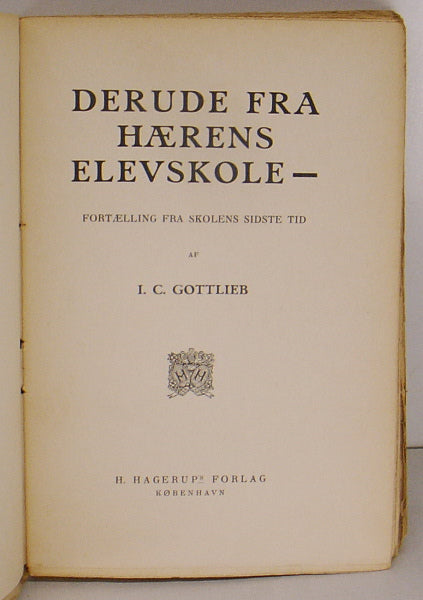 DERUDE FRA
HÆRENS
ELEVSKOLE—
FORTÆLLING FRA SKOLENS SIDSTE TID
AF
I. C. GOTTLIEB
H H
H. HAGERUPS FORLAG
KØBENHAVN